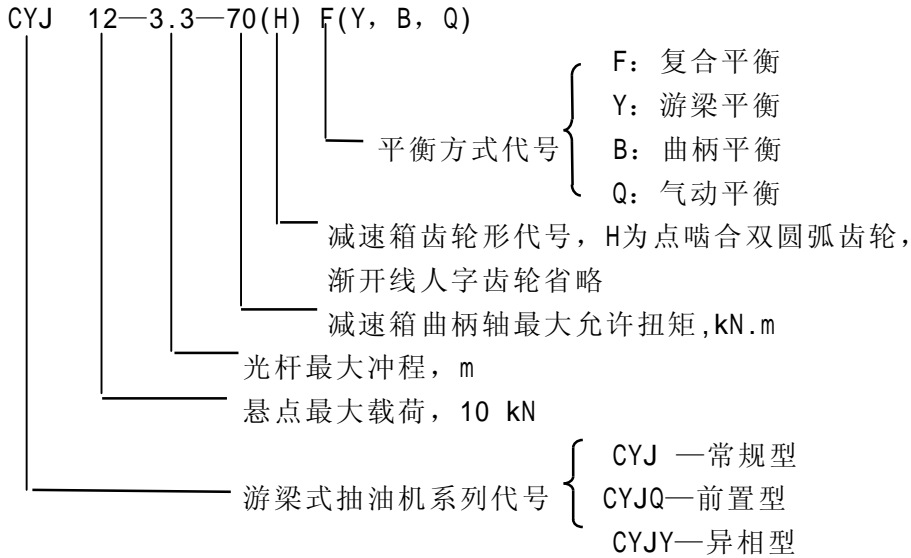 CYJ 12—3.3—70(H) F(Y, B, Q)
F: 复合平衡
Y: 游梁平衡
平衡方式代号
B: 曲柄平衡
Q: 气动平衡
减速箱齿轮形代号，H为点啮合双圆弧齿轮，
渐开线人字齿轮省略
减速箱曲柄轴最大允许扭矩,kN.m
光杆最大冲程，m
悬点最大载荷，10 kN
CYJ —常规型
游梁式抽油机系列代号
CYJQ—前置型
CYJY—异相型